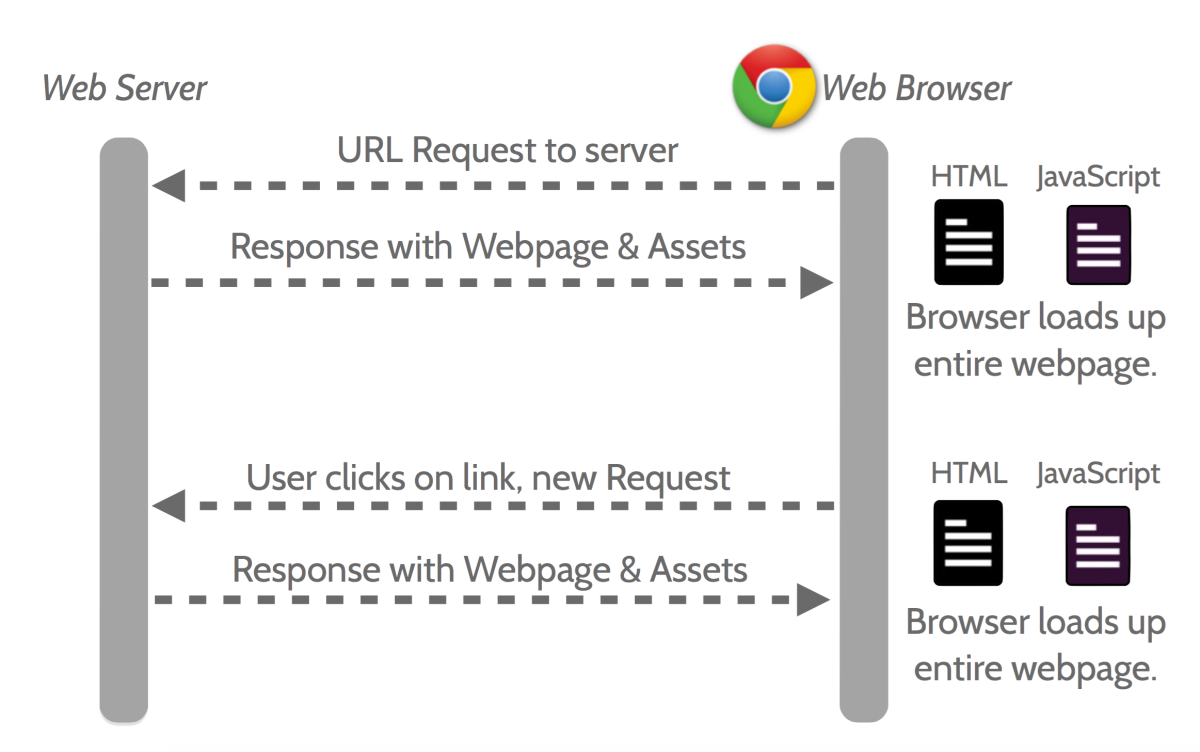 Web Server
Web Browser
URL Request to server
HTML
JavaScript
Response with Webpage & Assets
Browser loads up
entire webpage.
User clicks on link, new Request
HTML
JavaScript
Response with Webpage & Assets
Browser loads up
entire webpage.